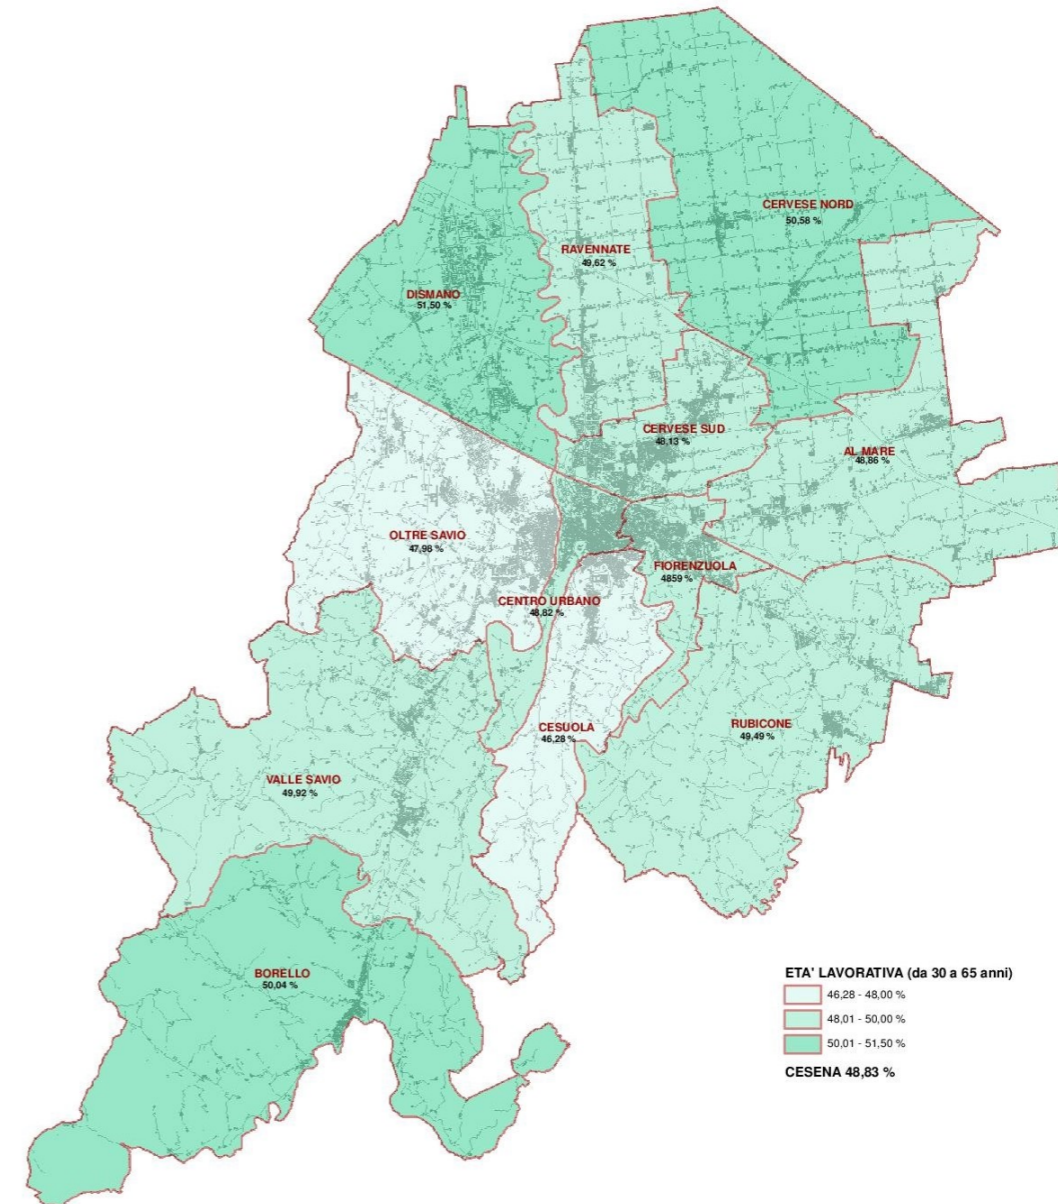 CERVESE NORD
50,58 %
RAVENNATE
49,62 %
DISMANO
51,50 %
CERVESE SUD
48,13 %
AL MARE
48,86 %
OLTRE SAVIO
47,98 %
FIORENZUOLA
4859 %
CENTRO URBANO
48,82 %
CESUOLA
46,28 %
RUBICONE
49,49 %
VALLE SAVIO
49,92 %
BORELLO
50,04 %
ETA' LAVORATIVA (da 30 a 65 anni)
46,28 - 48,00 %
48,01 - 50,00 %
50,01 - 51,50 %
CESENA 48,83 %